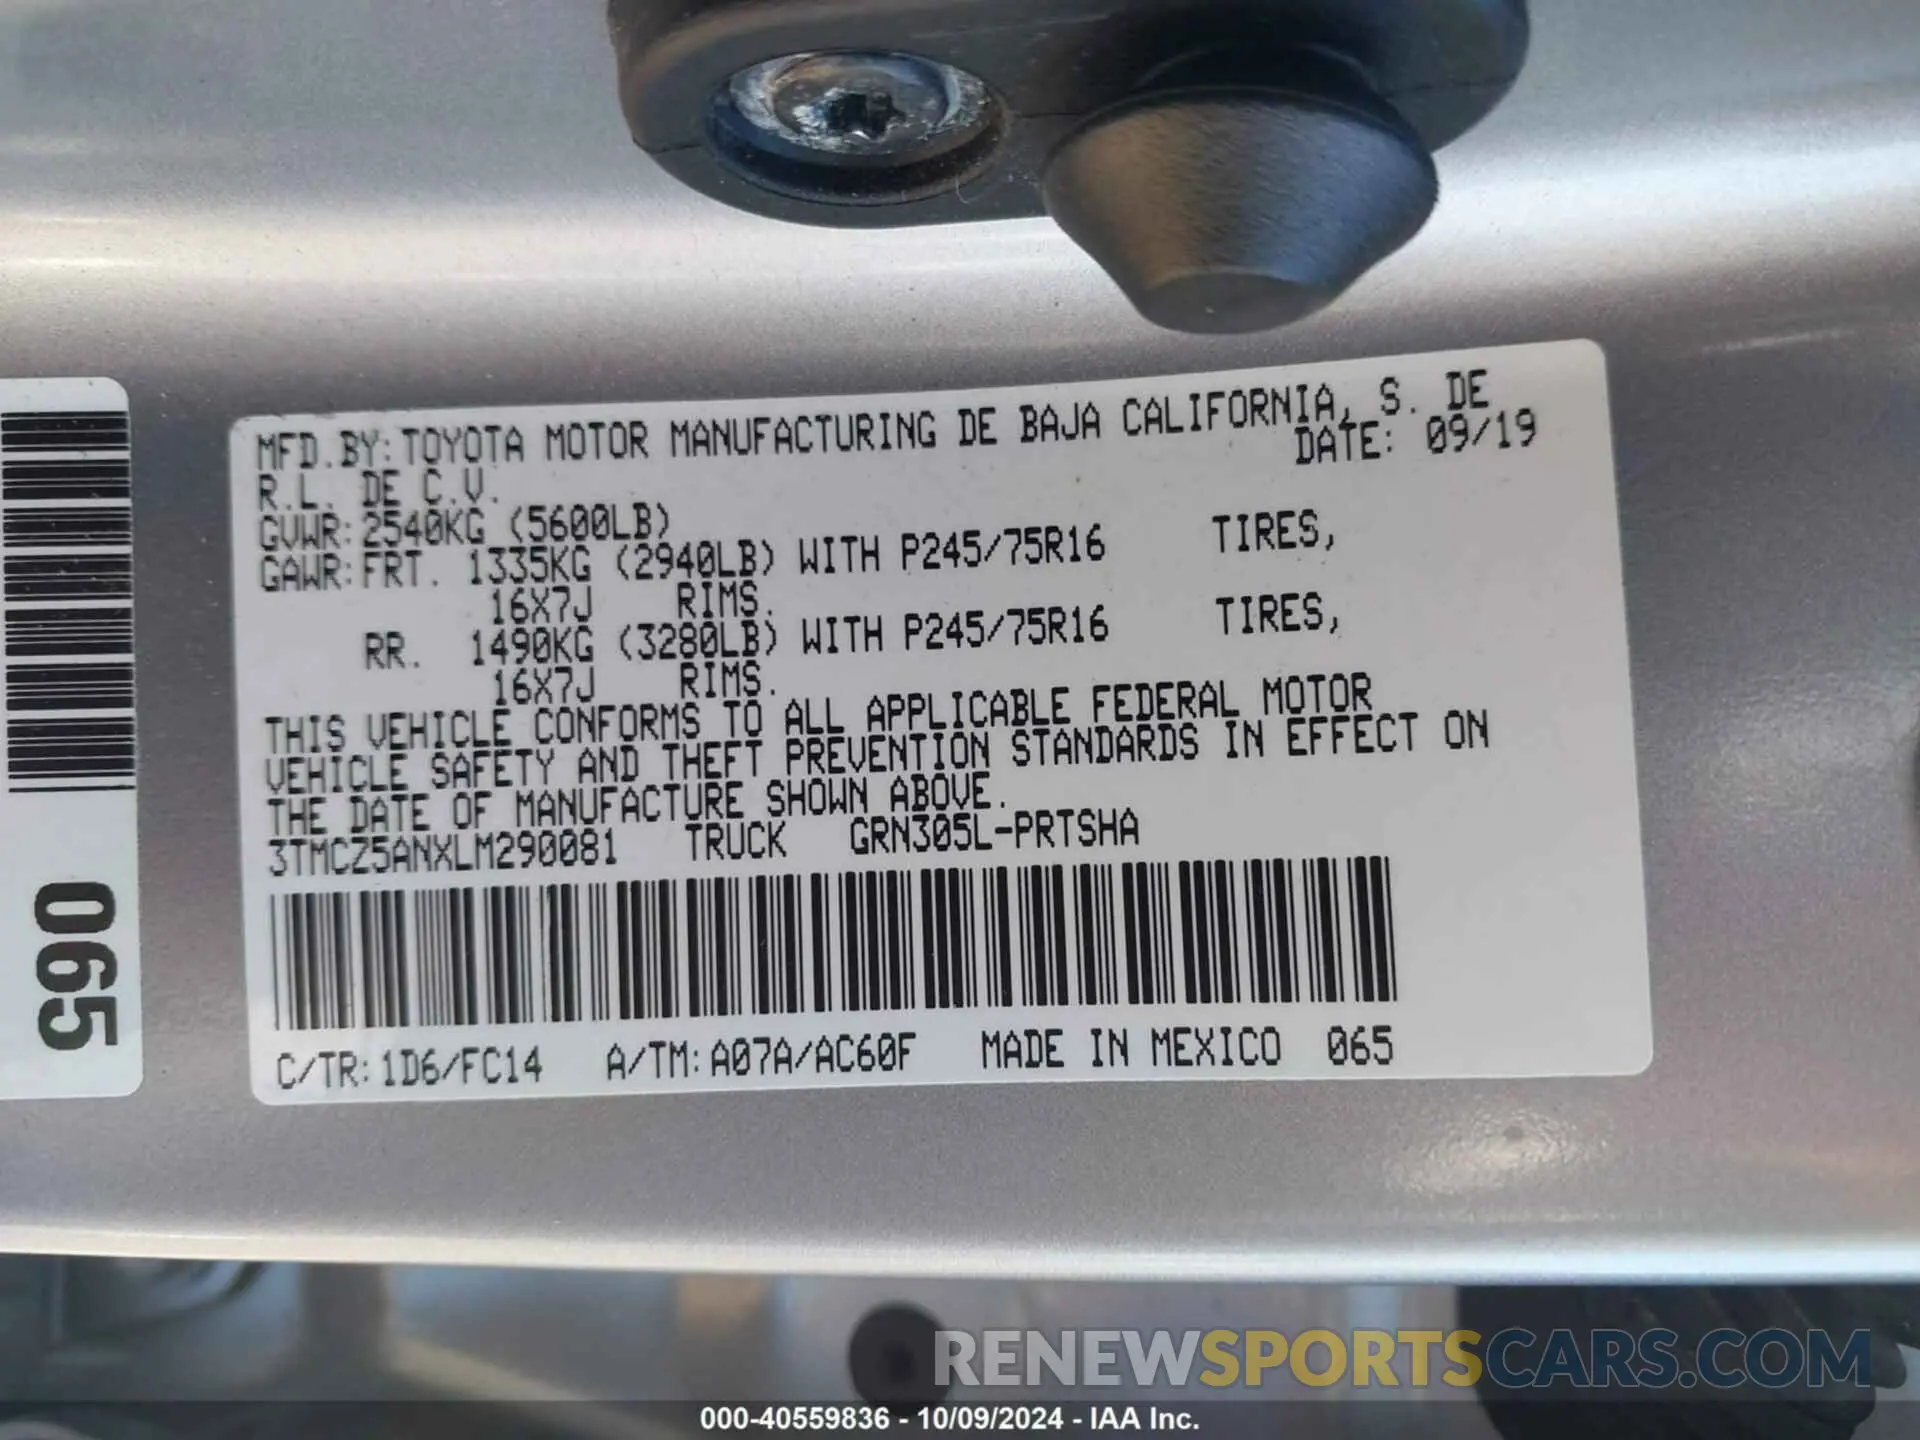 MFD.BY:TOYOTA MOTOR MANUFACTURING DE BAJA CALIFORNIA, S. DE
R.L. DE C.V. DATE: 09/19
GVWR:2540KG (5600LB)
GAWR:FRT. 1335KG (2940LB) WITH P245/75R16 TIRES,
16X7J RIMS.
RR. 1490KG (3280LB) WITH P245/75R16 TIRES,
16X7J RIMS.
THIS VEHICLE CONFORMS TO ALL APPLICABLE FEDERAL MOTOR
VEHICLE SAFETY AND THEFT PREVENTION STANDARDS IN EFFECT ON
THE DATE OF MANUFACTURE SHOWN ABOVE.
3TMCZ5ANXLM290081 TRUCK GRN305L-PRTSHA
C/TR:1D6/FC14 A/TM:A07A/AC60F MADE IN MEXICO 065
065
RENEWSPORTSCARS.COM
000-40559836 - 10/09/2024 - IAA Inc.